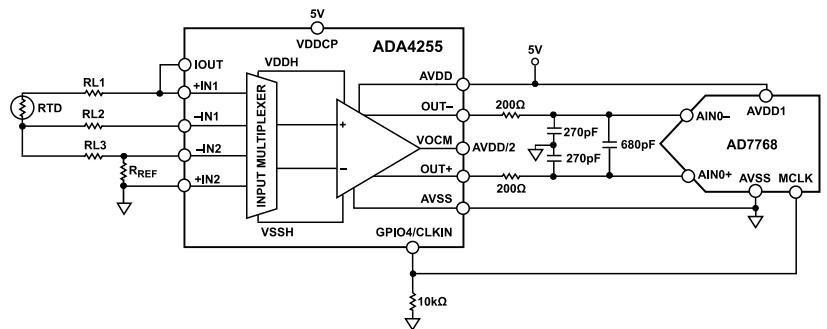 5V
VDDCP
ADA4255
IOUT
+IN1
–IN1
–IN2
+IN2
RL1
RTD
RL2
RL3
RREF
INPUT MULTIPLEXER
VDDH
VSSH
+
–
AVDD
OUT–
VOCM
OUT+
AVSS
GPIO4/CLKIN
10kΩ
200Ω
AVDD/2
200Ω
270pF
270pF
680pF
5V
AVDD1
AIN0–
AD7768
AIN0+
AVSS
MCLK